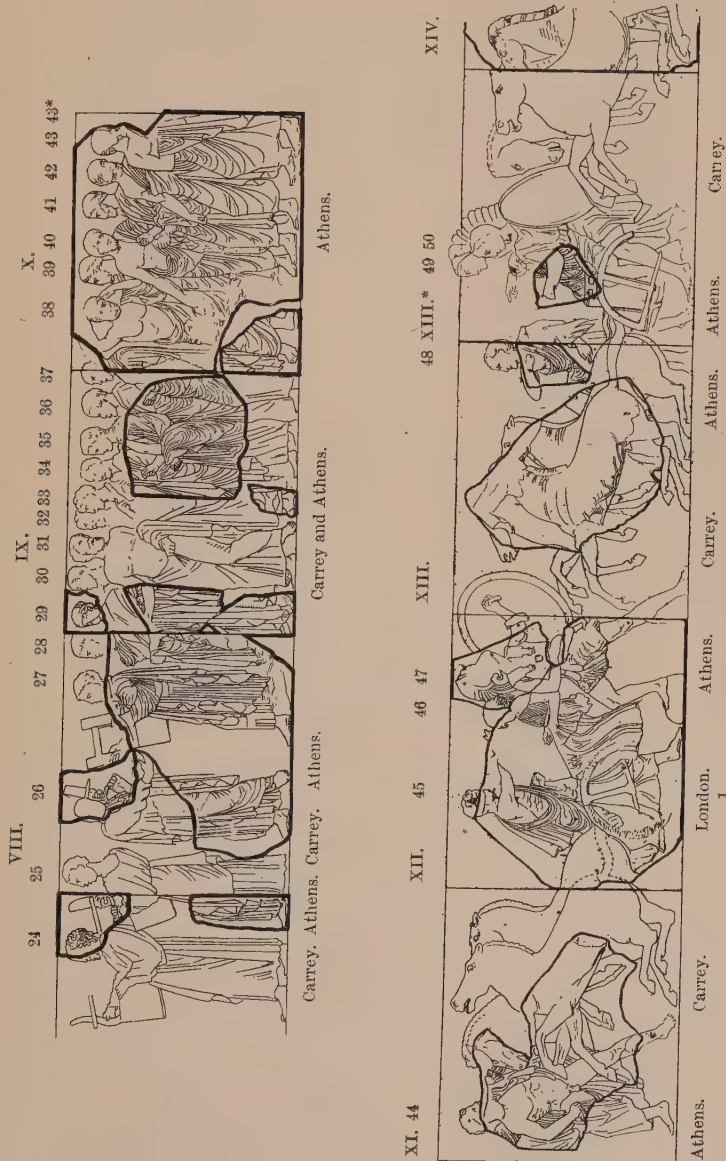 VIII. IX. X.
24 25 26 27 28 29 30 31 32 33 34 35 36 37 38 39 40 41 42 43 43*
Carrey. Athens. Carrey. Athens. Carrey and Athens. Athens.
XI. 44 XII. 45 46 47 XIII. 48 XIII.* 49 50 XIV.
Athens. Carrey. London. Athens. Carrey. Athens. Athens. Carrey.
1